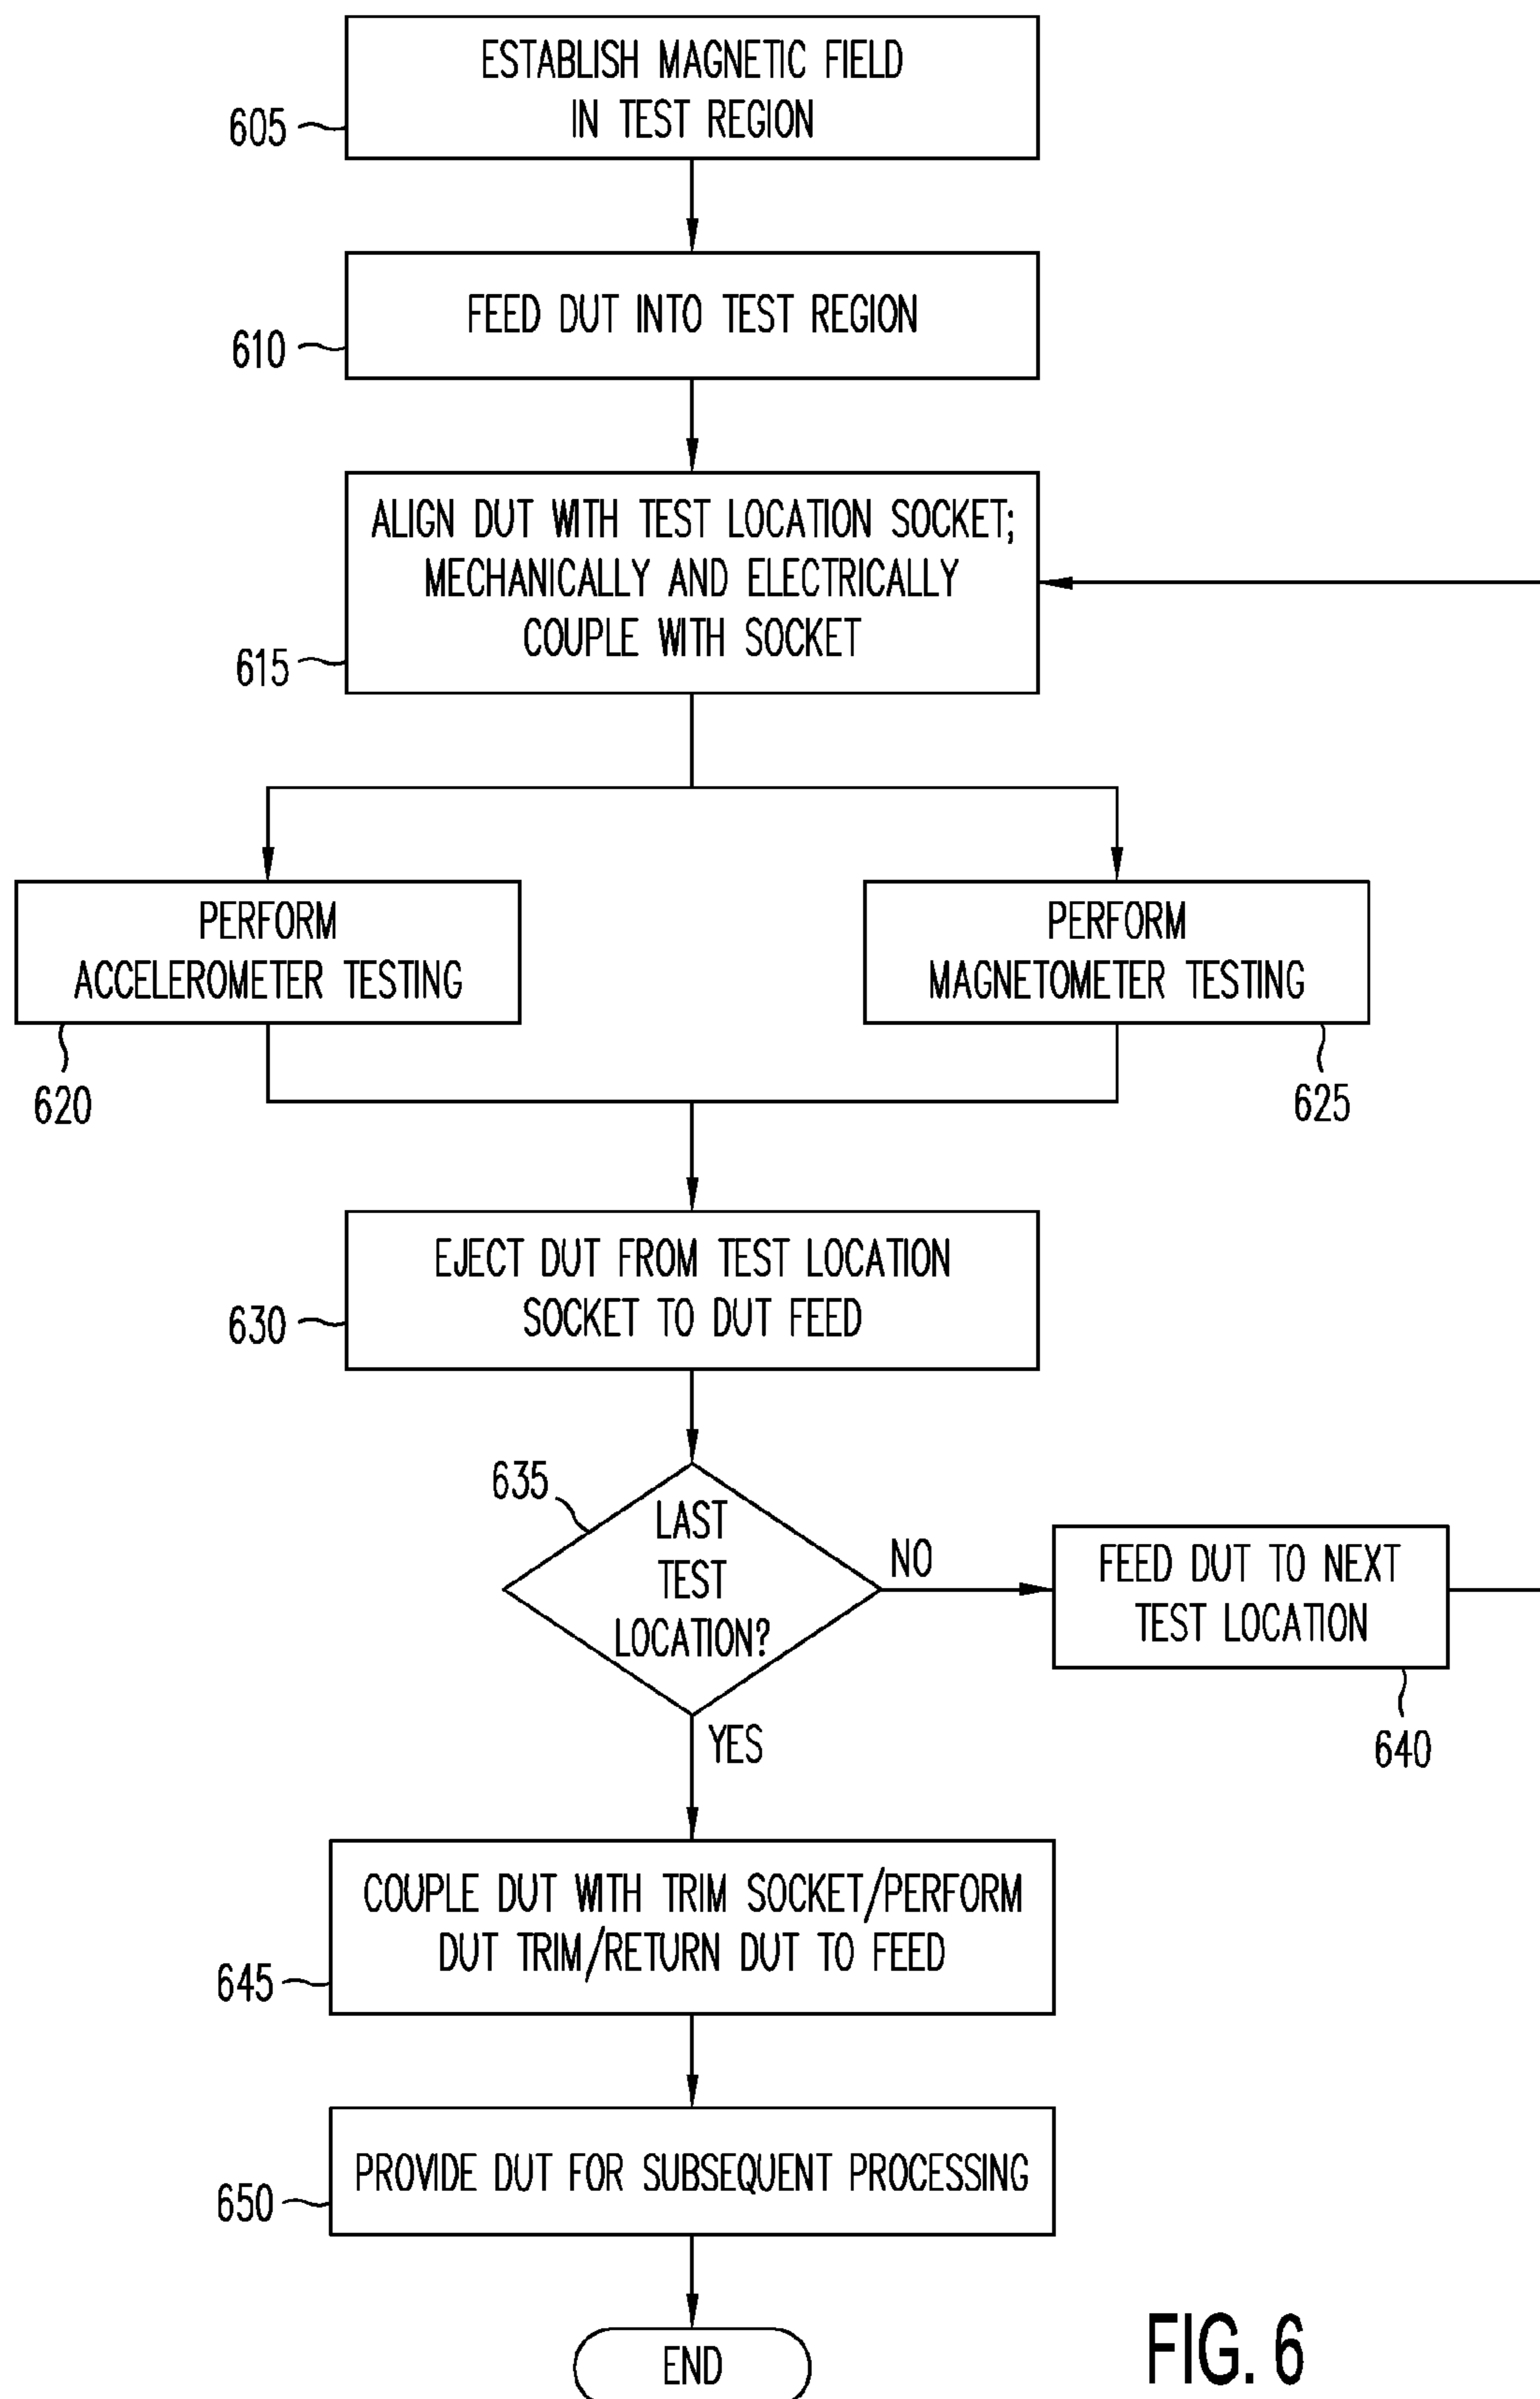 ESTABLISH MAGNETIC FIELD
IN TEST REGION
605
FEED DUT INTO TEST REGION
610
ALIGN DUT WITH TEST LOCATION SOCKET;
MECHANICALLY AND ELECTRICALLY
COUPLE WITH SOCKET
615
PERFORM
ACCELEROMETER TESTING
620
PERFORM
MAGNETOMETER TESTING
625
EJECT DUT FROM TEST LOCATION
SOCKET TO DUT FEED
630
635
LAST
TEST
LOCATION?
NO
FEED DUT TO NEXT
TEST LOCATION
640
YES
COUPLE DUT WITH TRIM SOCKET/PERFORM
DUT TRIM/RETURN DUT TO FEED
645
PROVIDE DUT FOR SUBSEQUENT PROCESSING
650
END
FIG. 6